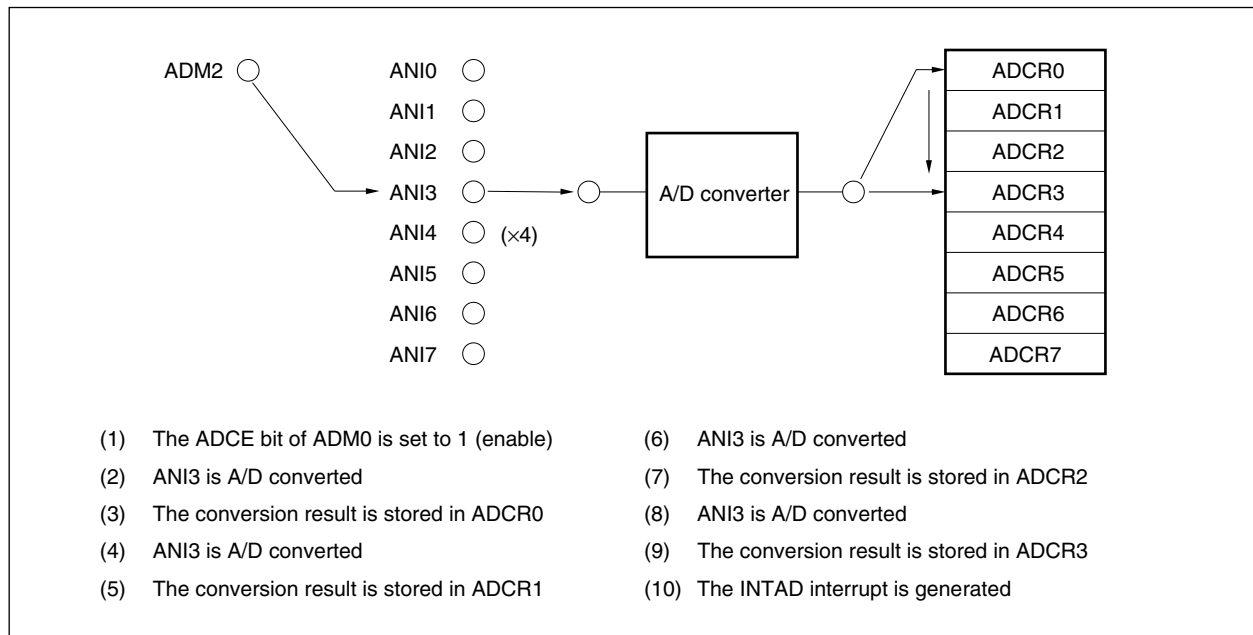 ADM2
ANI0
ANI1
ANI2
ANI3
ANI4 (×4)
ANI5
ANI6
ANI7
A/D converter
ADCR0
ADCR1
ADCR2
ADCR3
ADCR4
ADCR5
ADCR6
ADCR7
(1) The ADCE bit of ADM0 is set to 1 (enable)
(2) ANI3 is A/D converted
(3) The conversion result is stored in ADCR0
(4) ANI3 is A/D converted
(5) The conversion result is stored in ADCR1
(6) ANI3 is A/D converted
(7) The conversion result is stored in ADCR2
(8) ANI3 is A/D converted
(9) The conversion result is stored in ADCR3
(10) The INTAD interrupt is generated